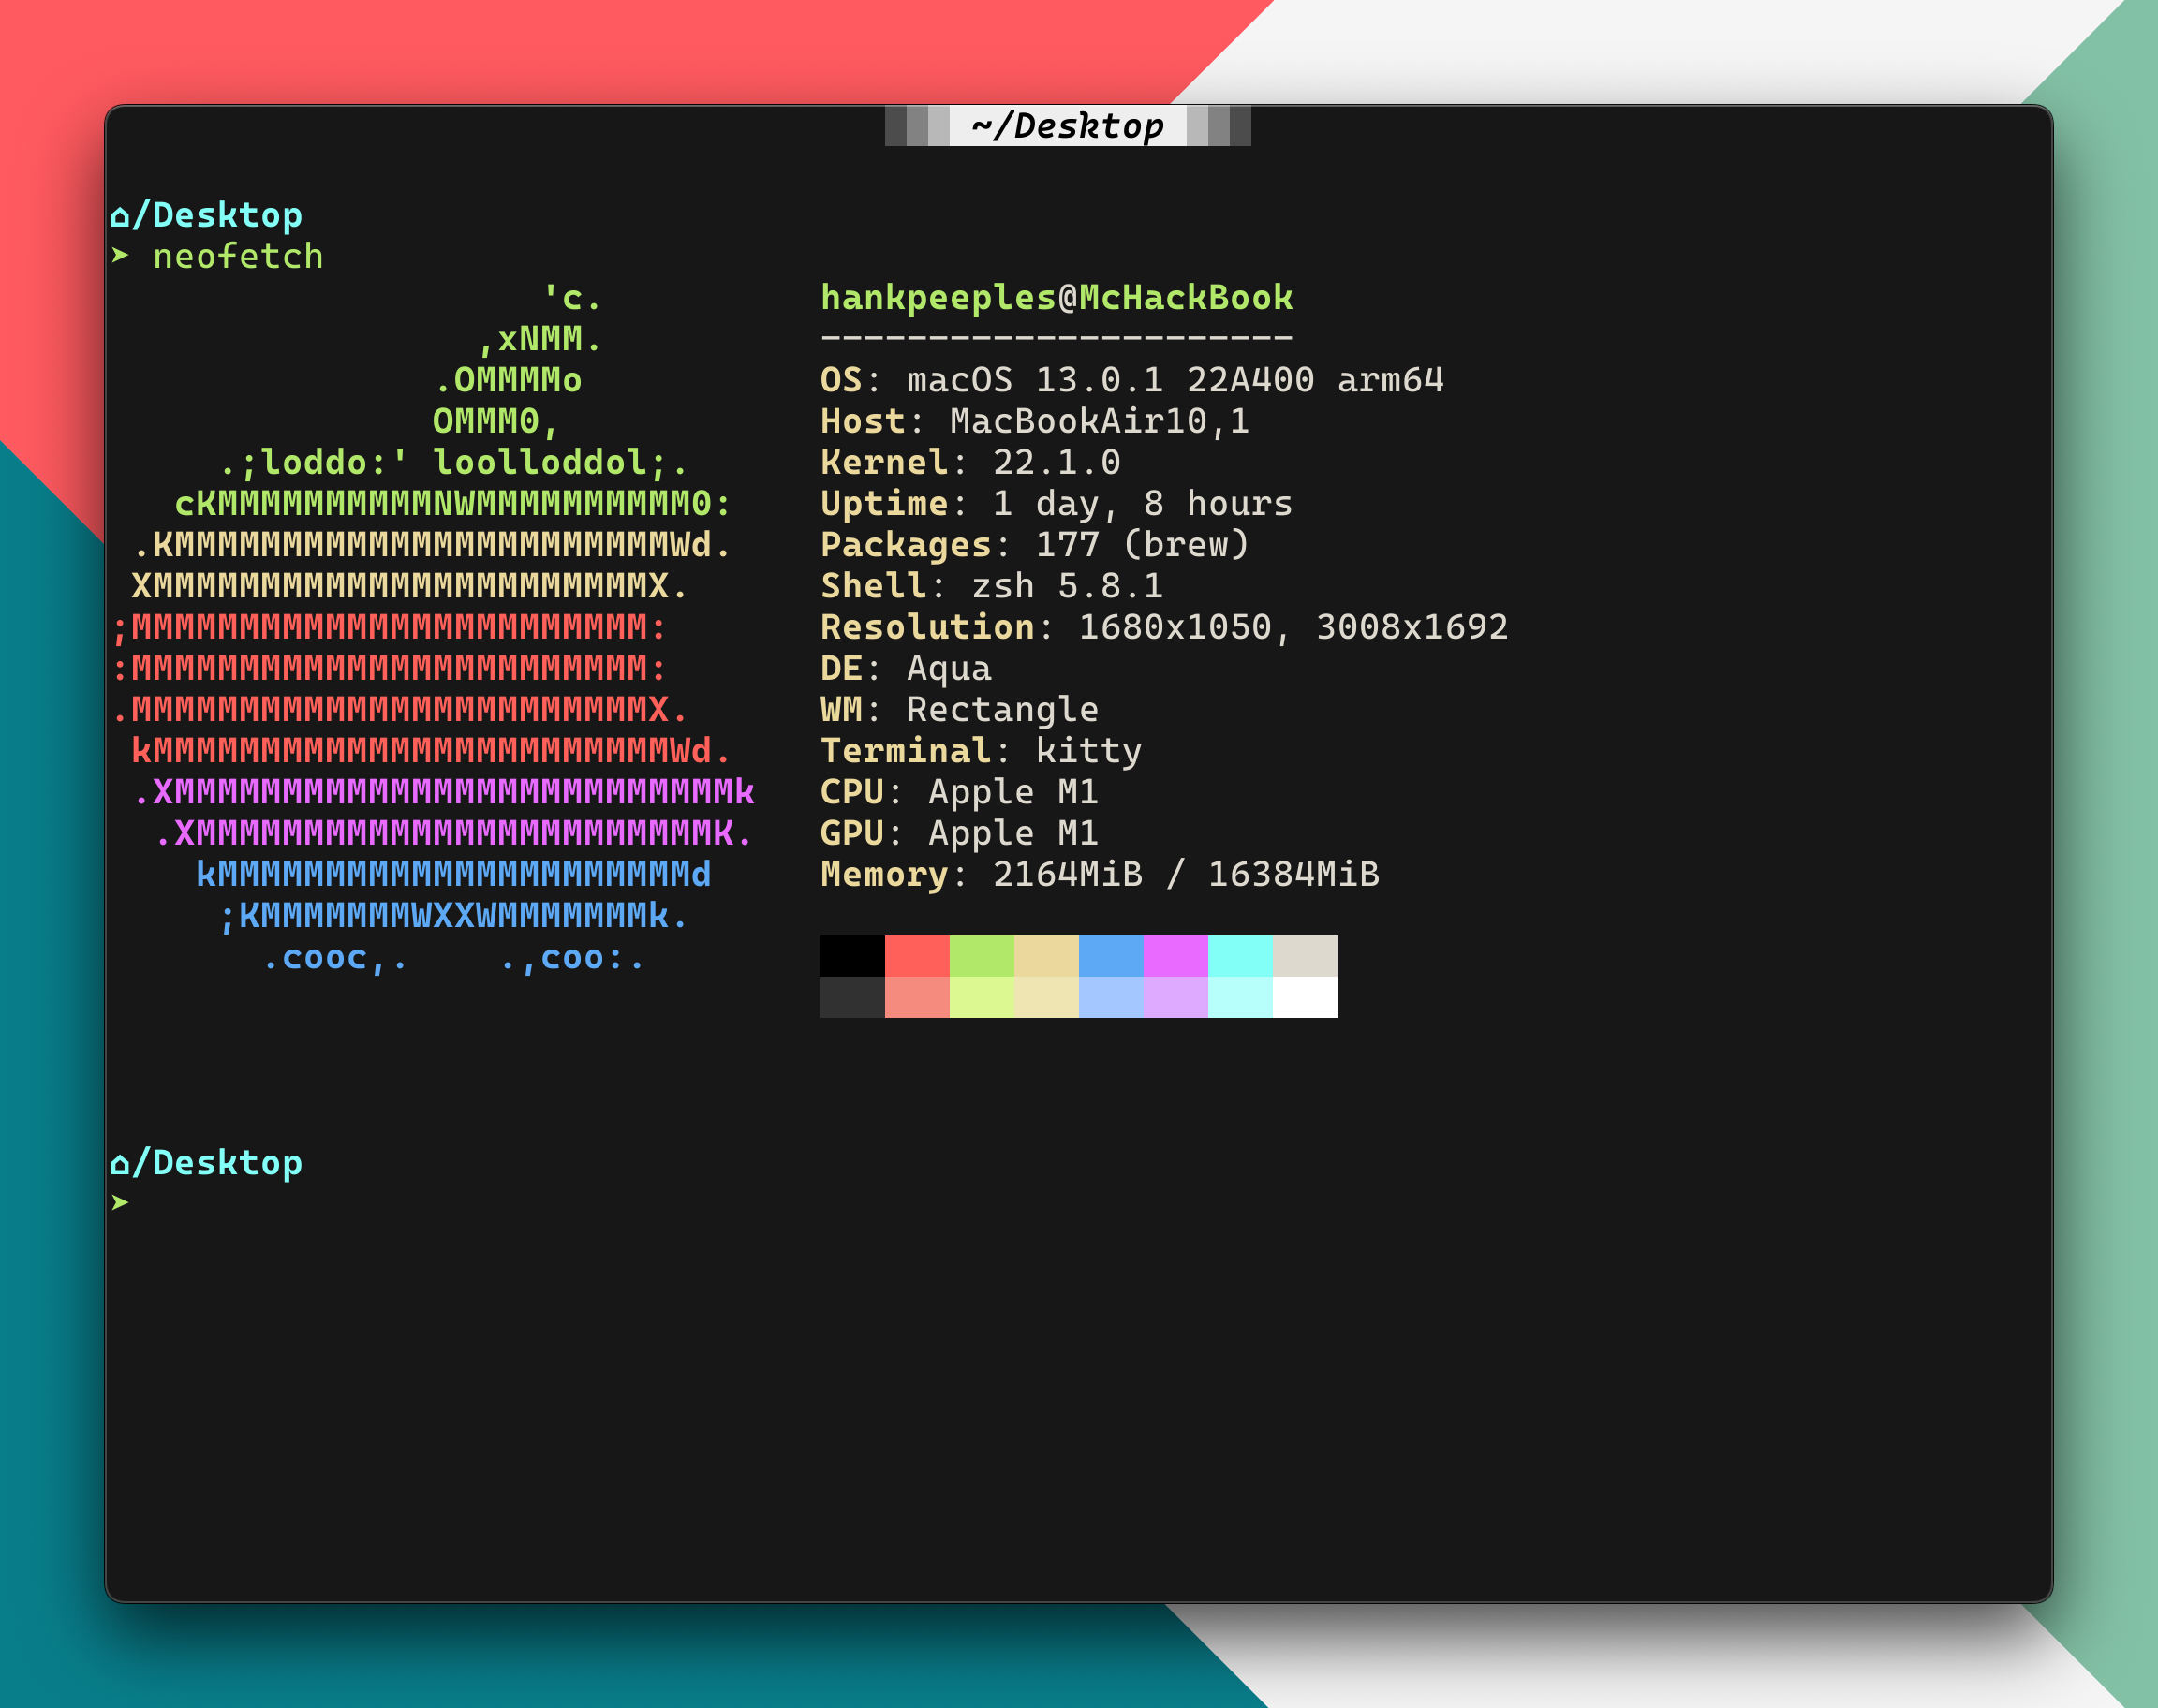 ~/Desktop
⌂/Desktop
➤ neofetch
'c. hankpeeples@McHackBook
,xNMM. ----------------------
.OMMMMo OS: macOS 13.0.1 22A400 arm64
OMMM0, Host: MacBookAir10,1
.;loddo:' loolloddol;. Kernel: 22.1.0
cKMMMMMMMMMMNWMMMMMMMMMM0: Uptime: 1 day, 8 hours
.KMMMMMMMMMMMMMMMMMMMMMMMWd. Packages: 177 (brew)
XMMMMMMMMMMMMMMMMMMMMMMMX. Shell: zsh 5.8.1
;MMMMMMMMMMMMMMMMMMMMMMMM: Resolution: 1680x1050, 3008x1692
:MMMMMMMMMMMMMMMMMMMMMMMM: DE: Aqua
.MMMMMMMMMMMMMMMMMMMMMMMMX. WM: Rectangle
kMMMMMMMMMMMMMMMMMMMMMMMMWd. Terminal: kitty
.XMMMMMMMMMMMMMMMMMMMMMMMMMMk CPU: Apple M1
.XMMMMMMMMMMMMMMMMMMMMMMMMK. GPU: Apple M1
kMMMMMMMMMMMMMMMMMMMMMMd Memory: 2164MiB / 16384MiB
;KMMMMMMMWXXWMMMMMMMk.
.cooc,. .,coo:.
⌂/Desktop
➤